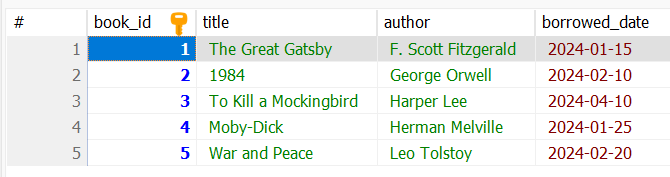 # book_id title author borrowed_date
1 1 The Great Gatsby F. Scott Fitzgerald 2024-01-15
2 2 1984 George Orwell 2024-02-10
3 3 To Kill a Mockingbird Harper Lee 2024-04-10
4 4 Moby-Dick Herman Melville 2024-01-25
5 5 War and Peace Leo Tolstoy 2024-02-20